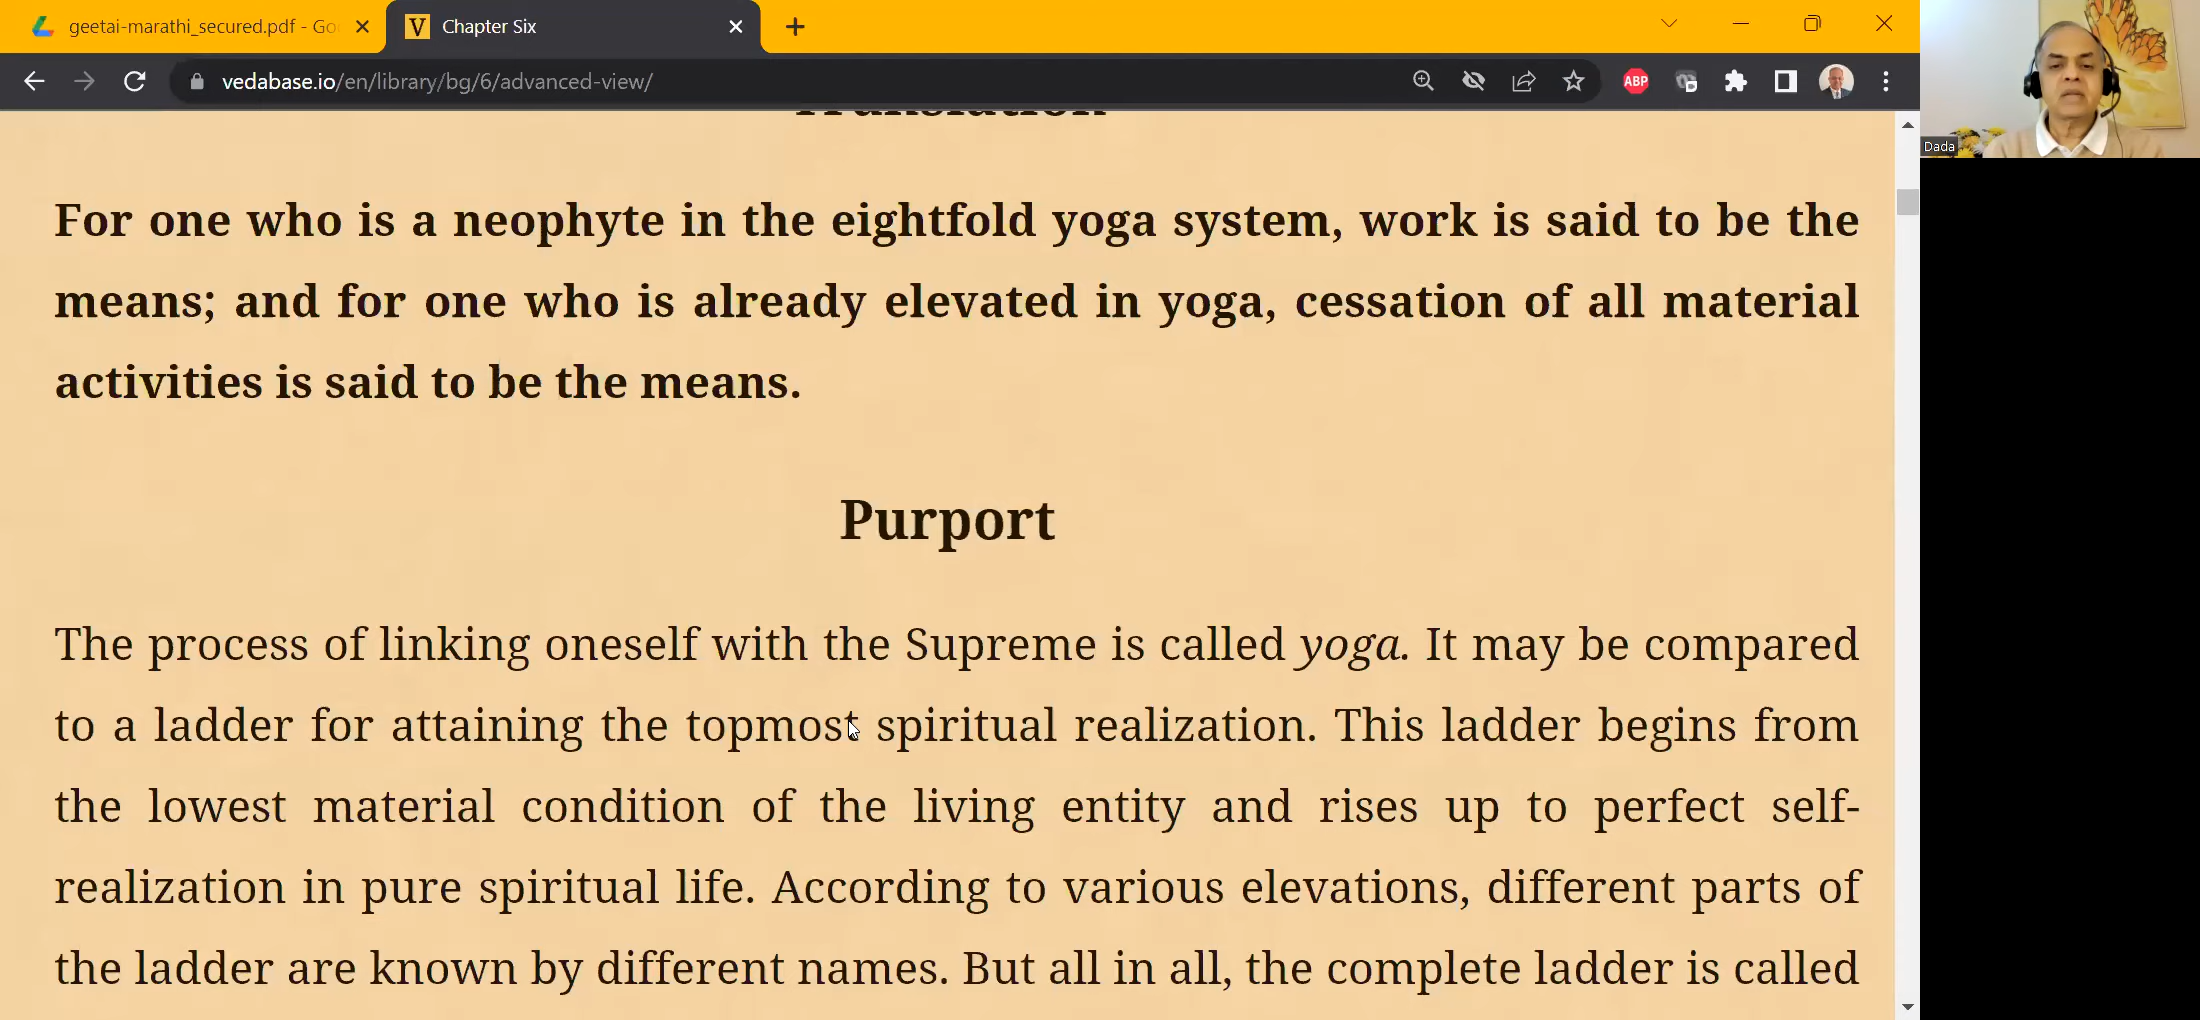 geetai-marathi_secured.pdf - Go
Chapter Six
vedabase.io/en/library/bg/6/advanced-view/
ABP
Dada
Translation
For one who is a neophyte in the eightfold yoga system, work is said to be the
means; and for one who is already elevated in yoga, cessation of all material
activities is said to be the means.
Purport
The process of linking oneself with the Supreme is called yoga. It may be compared
to a ladder for attaining the topmost spiritual realization. This ladder begins from
the lowest material condition of the living entity and rises up to perfect self-
realization in pure spiritual life. According to various elevations, different parts of
the ladder are known by different names. But all in all, the complete ladder is called